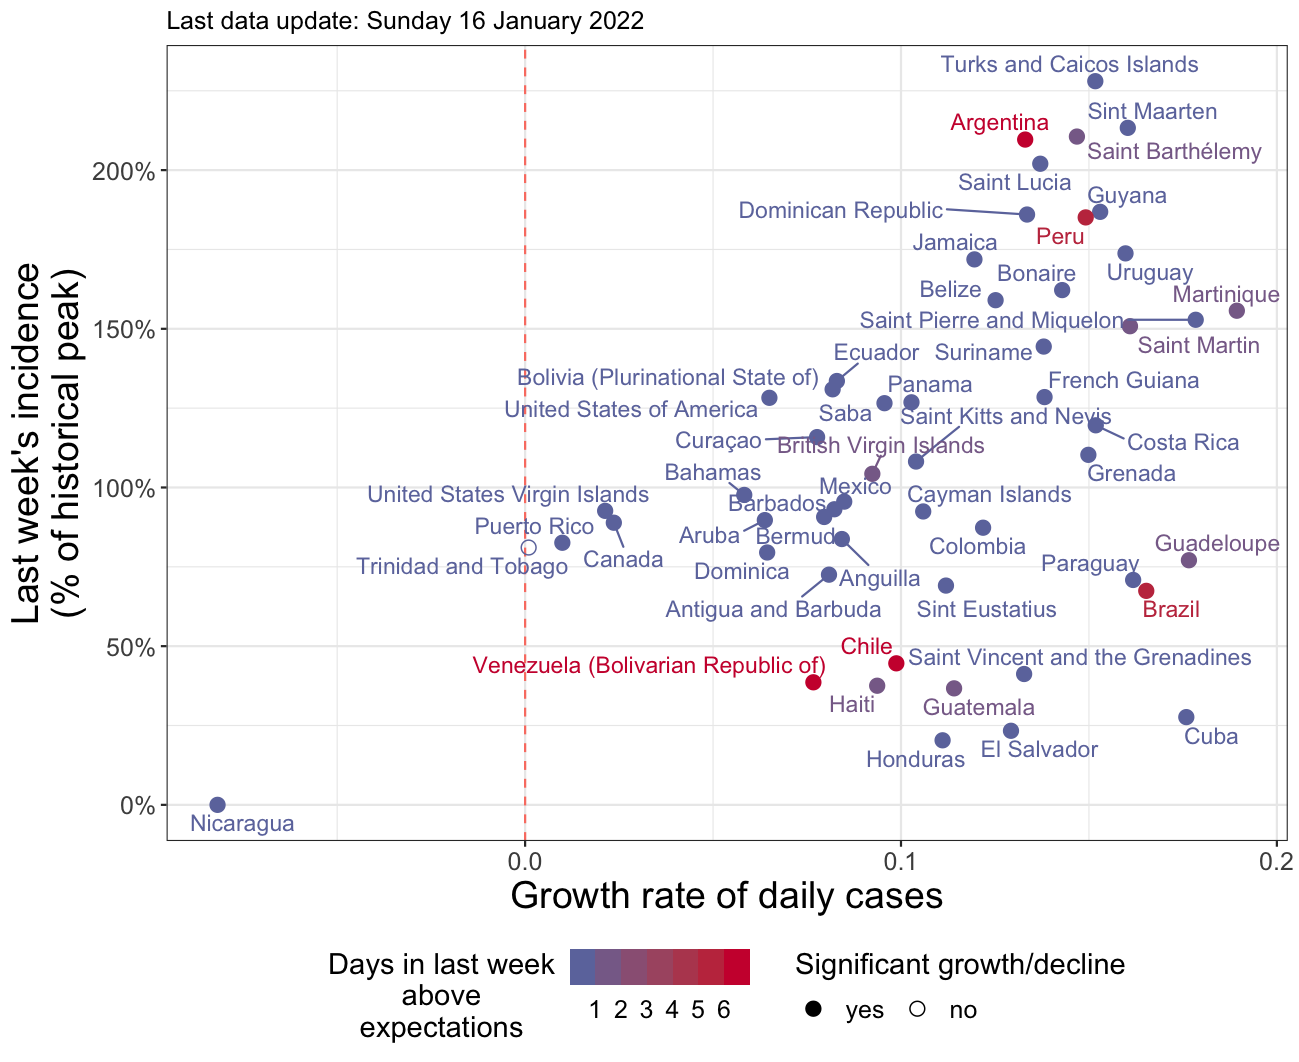 Last data update: Sunday 16 January 2022
Turks and Caicos Islands
Sint Maarten
Argentina
Saint Barthélemy
200%
Saint Lucia
Guyana
Dominican Republic
Peru
Jamaica
Uruguay
Bonaire
Belize
Martinique
Saint Pierre and Miquelon
150%
Saint Martin
Ecuador
Suriname
Bolivia (Plurinational State of)
French Guiana
Panama
United States of America
Saba
Saint Kitts and Nevis
Curaçao
British Virgin Islands
Costa Rica
Bahamas
Grenada
100%
Mexico
United States Virgin Islands
Cayman Islands
Barbados
Puerto Rico
Aruba
Bermud
Colombia
Guadeloupe
Canada
Trinidad and Tobago
Dominica
Anguilla
Paraguay
Antigua and Barbuda
Sint Eustatius
Brazil
50%
Chile
Saint Vincent and the Grenadines
Venezuela (Bolivarian Republic of)
Haiti
Guatemala
Cuba
El Salvador
Honduras
0%
Nicaragua
Last week's incidence
(% of historical peak)
0.0
0.1
0.2
Growth rate of daily cases
Days in last week
above
expectations
1 2 3 4 5 6
Significant growth/decline
yes
no